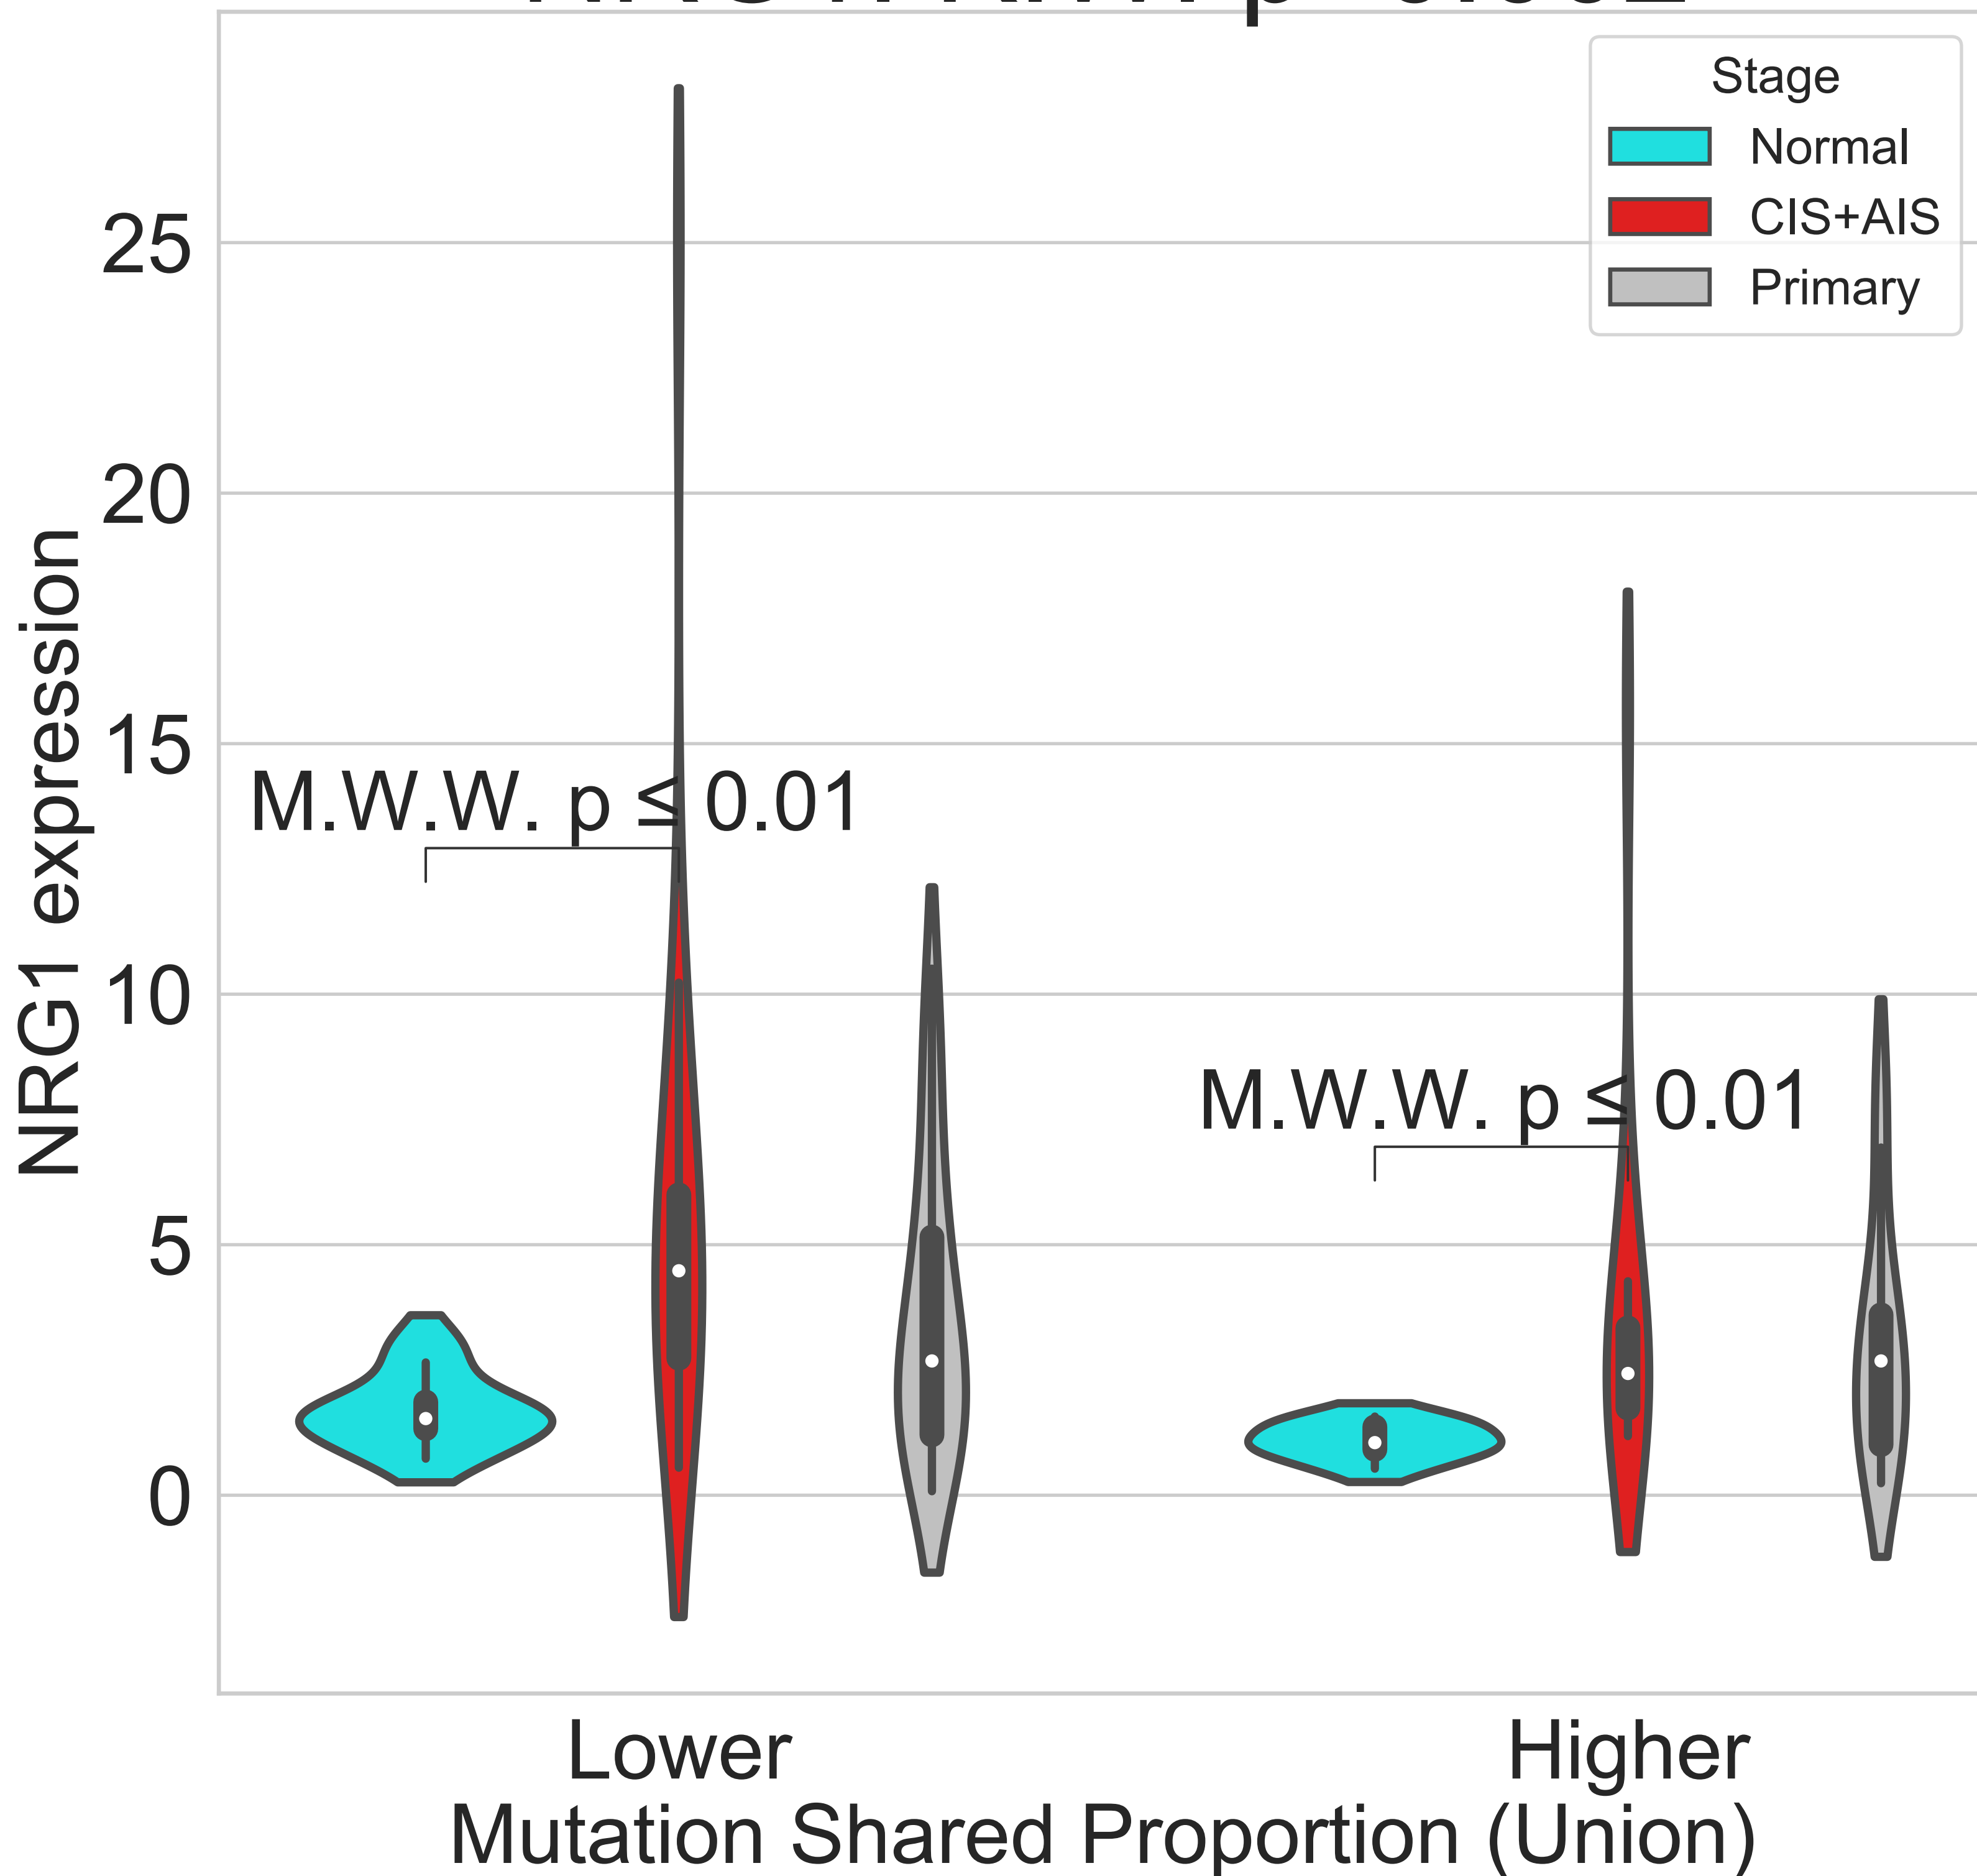 Stage
Normal
CIS+AIS
Primary
25
20
15
10
5
0
NRG1 expression
M.W.W. p ≤ 0.01
M.W.W. p ≤ 0.01
Lower
Higher
Mutation Shared Proportion (Union)